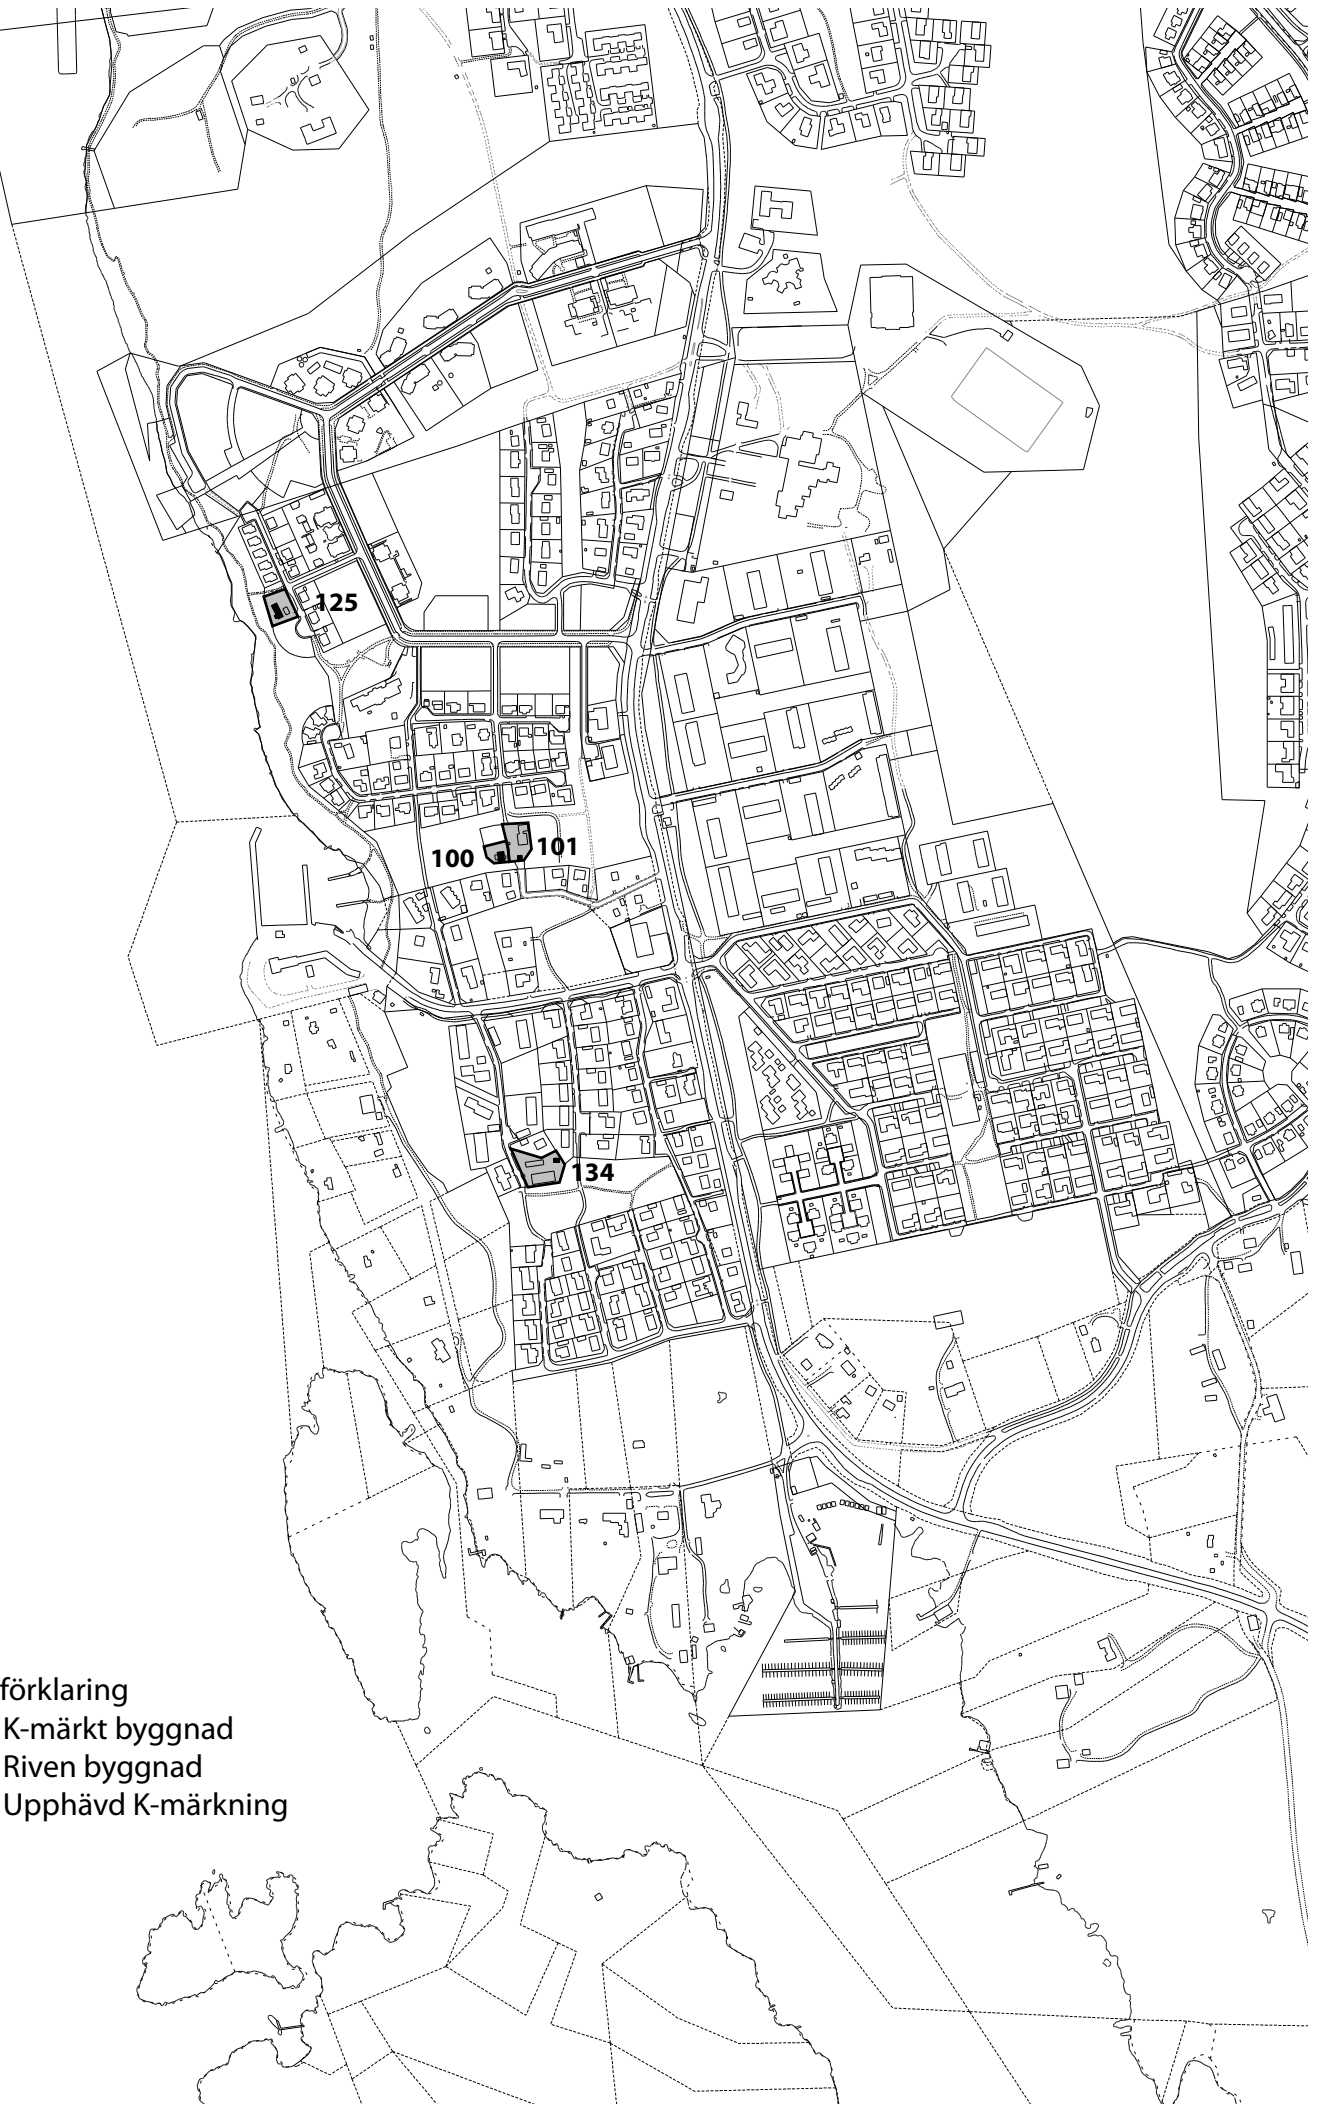 125
100
101
134
förklaring
K-märkt byggnad
Riven byggnad
Upphävd K-märkning